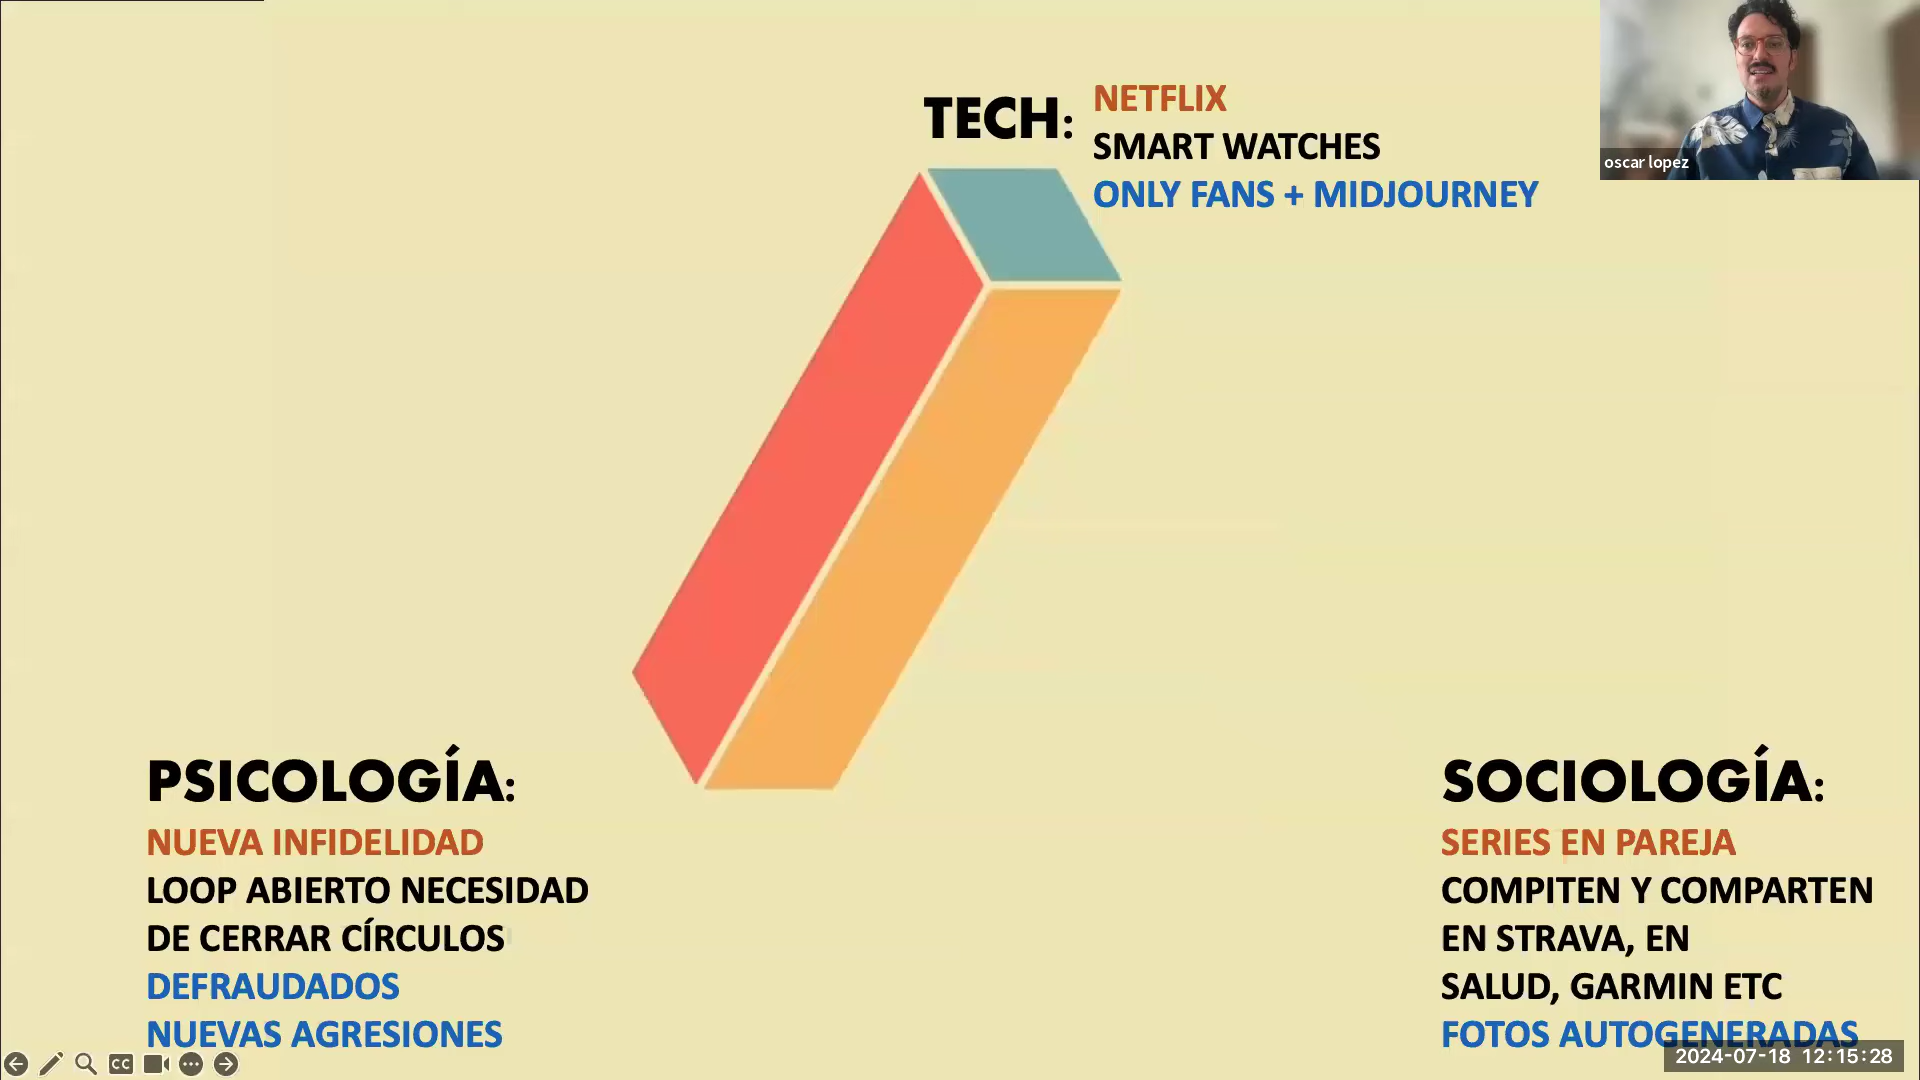 TECH:
NETFLIX
SMART WATCHES
ONLY FANS + MIDJOURNEY
oscar lopez
PSICOLOGÍA:
NUEVA INFIDELIDAD
LOOP ABIERTO NECESIDAD
DE CERRAR CÍRCULOS
DEFRAUDADOS
NUEVAS AGRESIONES
SOCIOLOGÍA:
SERIES EN PAREJA
COMPITEN Y COMPARTEN
EN STRAVA, EN
SALUD, GARMIN ETC
FOTOS AUTOGENERADAS
CC
2024-07-18 12:15:28